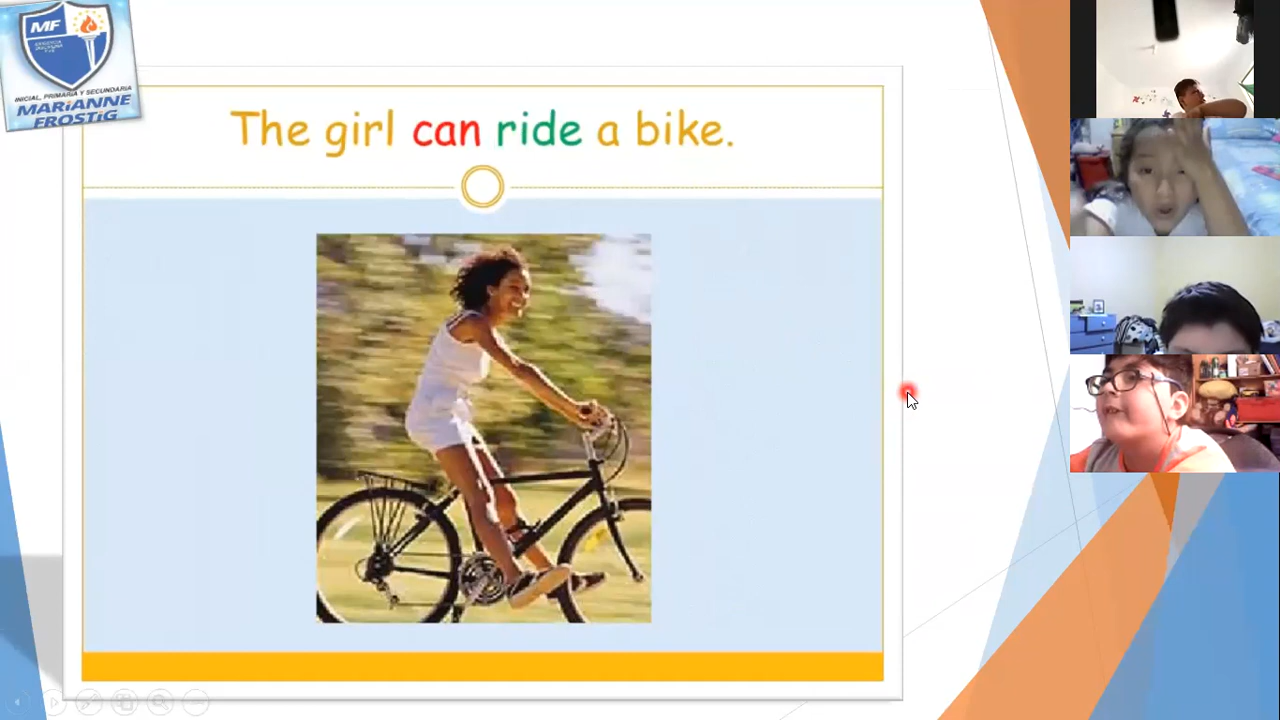 MF
INICIAL, PRIMARIA Y SECUNDARIA
MARIANNE
FROSTIG
The girl can ride a bike.